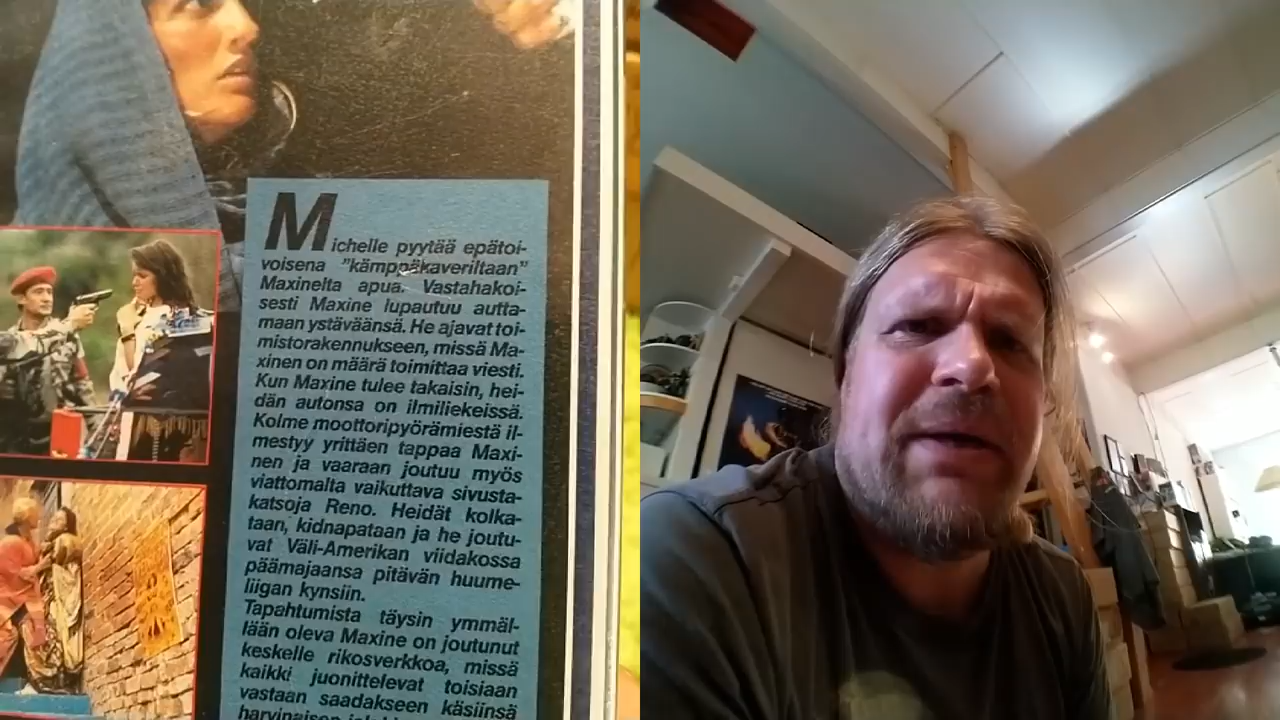 Michelle pyytää epätoi-
voisena "kämppäkaveriltaan"
Maxinelta apua. Vastahakoi-
sesti Maxine lupautuu autta-
maan ystäväänsä. He ajavat toi-
mistorakennukseen, missä Ma-
xinen on määrä toimittaa viesti.
Kun Maxine tulee takaisin, hei-
dän autonsa on ilmiliekeissä.
Kolme moottoripyörämiestä il-
mestyy yrittäen tappaa Maxi-
nen ja vaaraan joutuu myös
viattomalta vaikuttava sivusta-
katsoja Reno. Heidät kolka-
taan, kidnapataan ja he joutu-
vat Väli-Amerikan viidakossa
päämajaansa pitävän huume-
liigan kynsiin.
Tapahtumista täysin ymmäl-
lään oleva Maxine on joutunut
keskelle rikosverkkoa, missä
kaikki juonittelevat toisiaan
vastaan saadakseen käsiinsä
harvinaisen